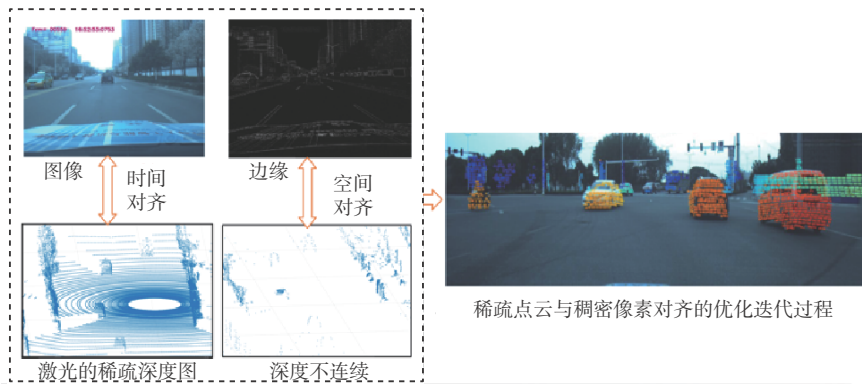 图像
时间
对齐
边缘
空间
对齐
激光的稀疏深度图
深度不连续
稀疏点云与稠密像素对齐的优化迭代过程